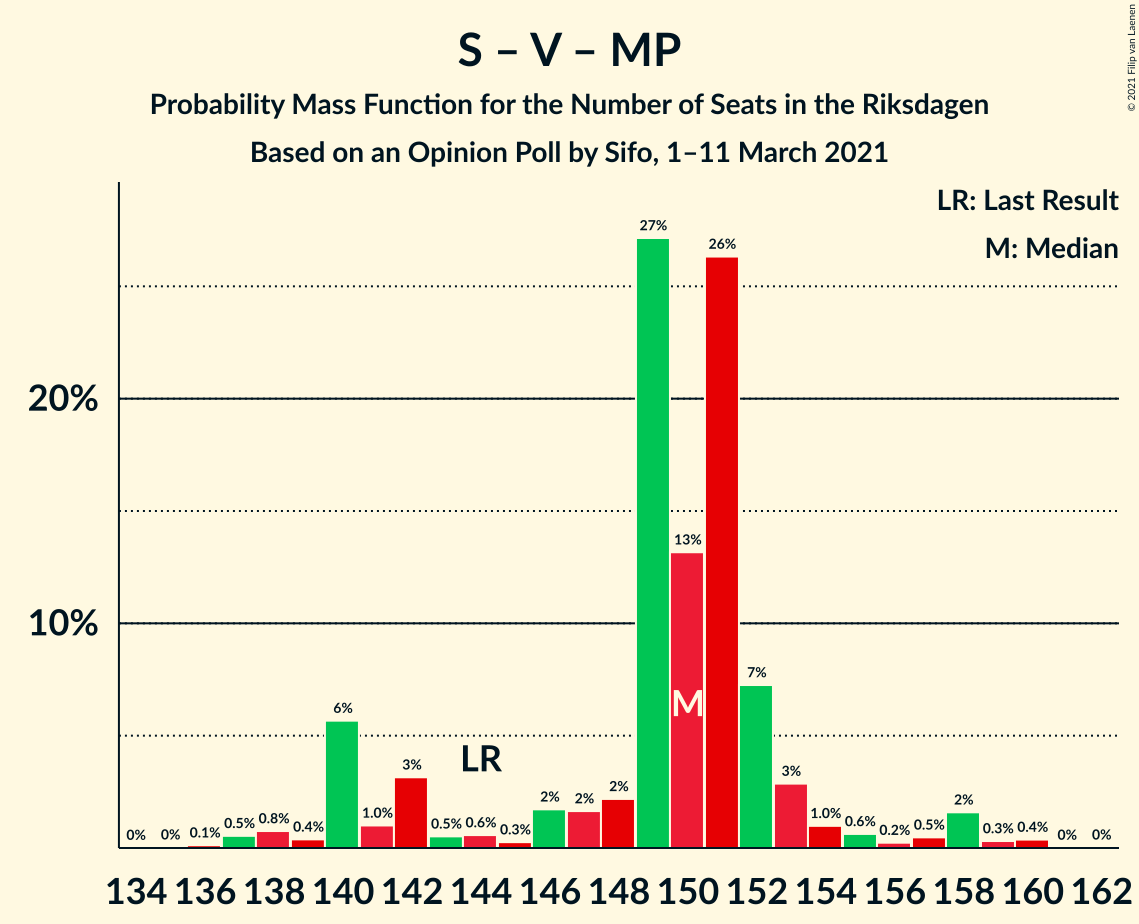 S – V – MP
Probability Mass Function for the Number of Seats in the Riksdagen
Based on an Opinion Poll by Sifo, 1–11 March 2021
© 2021 Filip van Laenen
LR: Last Result
M: Median
20%
10%
0% 0% 0.1% 0.5% 0.8% 0.4% 6% 1.0% 3% 0.5% 0.6% 0.3% 2% 2% 2% 27% 13% 26% 7% 3% 1.0% 0.6% 0.2% 0.5% 2% 0.3% 0.4% 0% 0%
LR
M
134 136 138 140 142 144 146 148 150 152 154 156 158 160 162